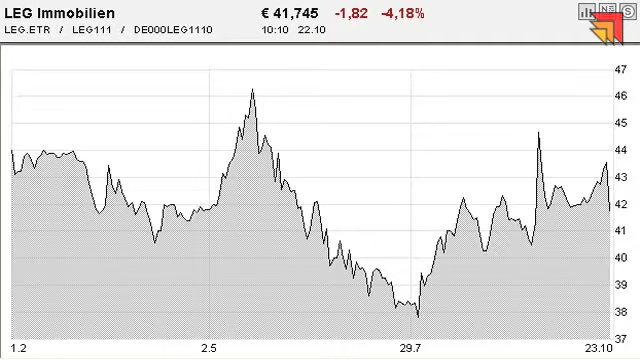 LEG Immobilien € 41,745 -1,82 -4,18%
LEG.ETR / LEG111 / DE000LEG1110 10:10 22.10
S
47
46
45
44
43
42
41
40
39
38
37
1.2 2.5 29.7 23.10